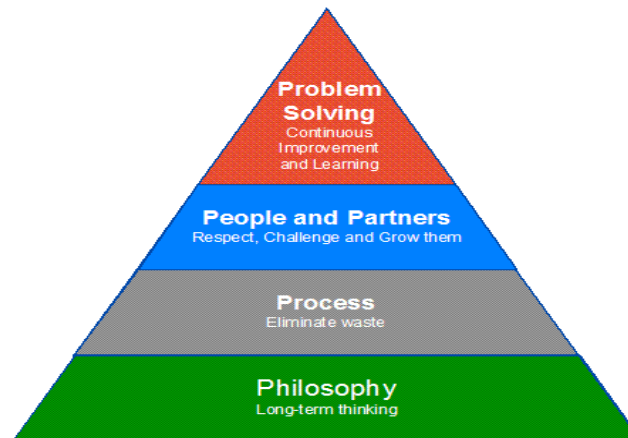 Problem
Solving
Continuous
Improvement
and Learning
People and Partners
Respect, Challenge and Grow them
Process
Eliminate waste
Philosophy
Long-term thinking